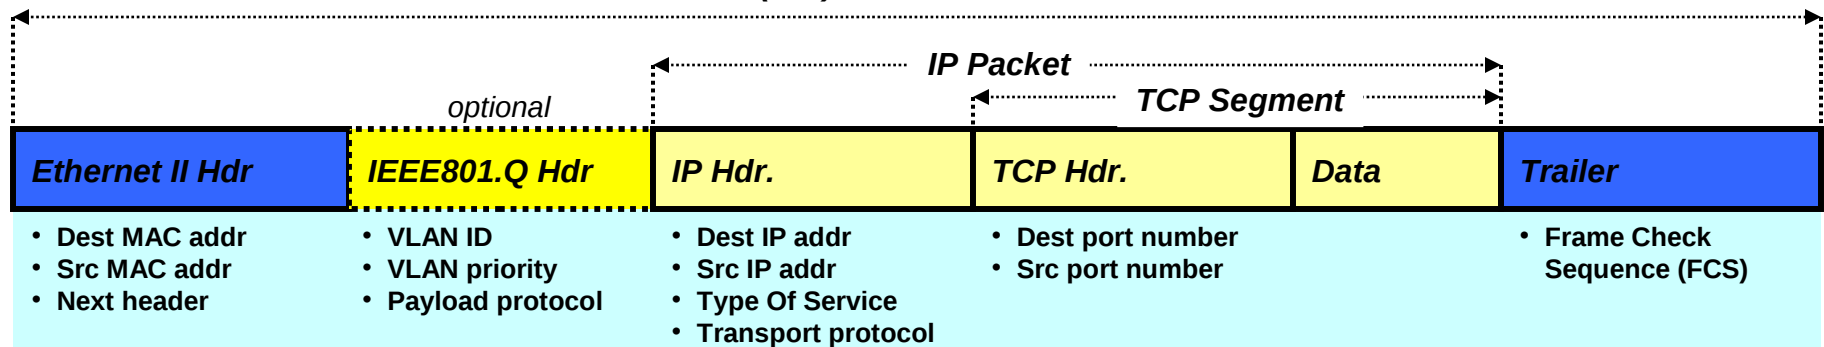 IP Packet
TCP Segment
optional
Ethernet II Hdr
IEEE801.Q Hdr
IP Hdr.
TCP Hdr.
Data
Trailer
• Dest MAC addr
• Src MAC addr
• Next header
• VLAN ID
• VLAN priority
• Payload protocol
• Dest IP addr
• Src IP addr
• Type Of Service
• Transport protocol
• Dest port number
• Src port number
• Frame Check
Sequence (FCS)